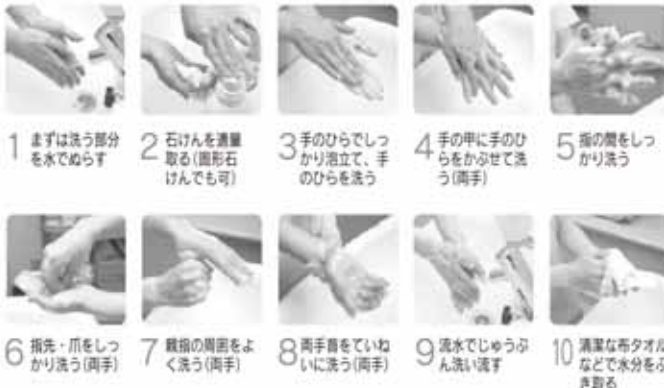 1 まずは洗う部分
を水でぬらす
2 石けんを適量
取る(固形石
けんでも可)
3 手のひらでしっ
かり泡立て、手
のひらを洗う
4 手の甲に手のひ
らをかぶせて洗
う(両手)
5 指の間をしっ
かり洗う
6 指先・爪をしっ
かり洗う(両手)
7 親指の周囲をよ
く洗う(両手)
8 両手首をていね
いに洗う(両手)
9 流水でじゅうぶ
ん洗い流す
10 清潔な布タオル
などで水分をふ
き取る